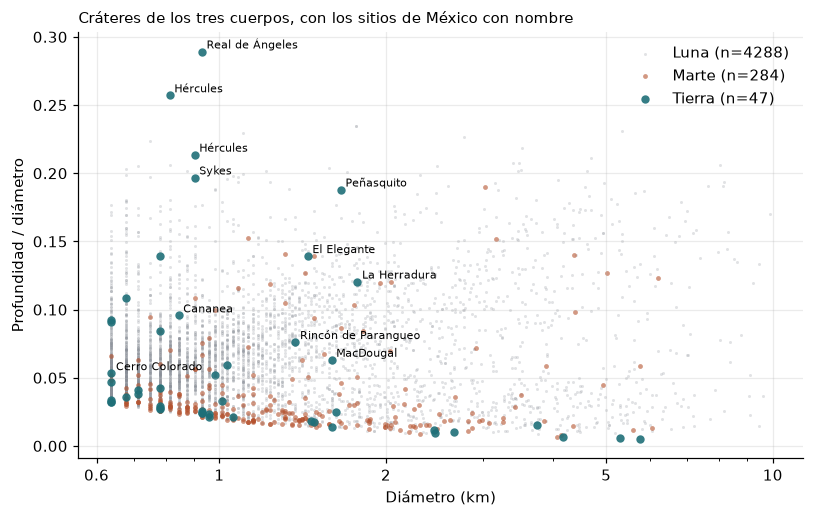 Cráteres de los tres cuerpos, con los sitios de México con nombre
Profundidad / diámetro
0.30
0.25
0.20
0.15
0.10
0.05
0.00
Luna (n=4288)
Marte (n=284)
Tierra (n=47)
Real de Ángeles
Hércules
Hércules
Sykes
Peñasquito
El Elegante
La Herradura
Cananea
Rincón de Parangueo
MacDougal
Cerro Colorado
0.6
1
2
5
10
Diámetro (km)